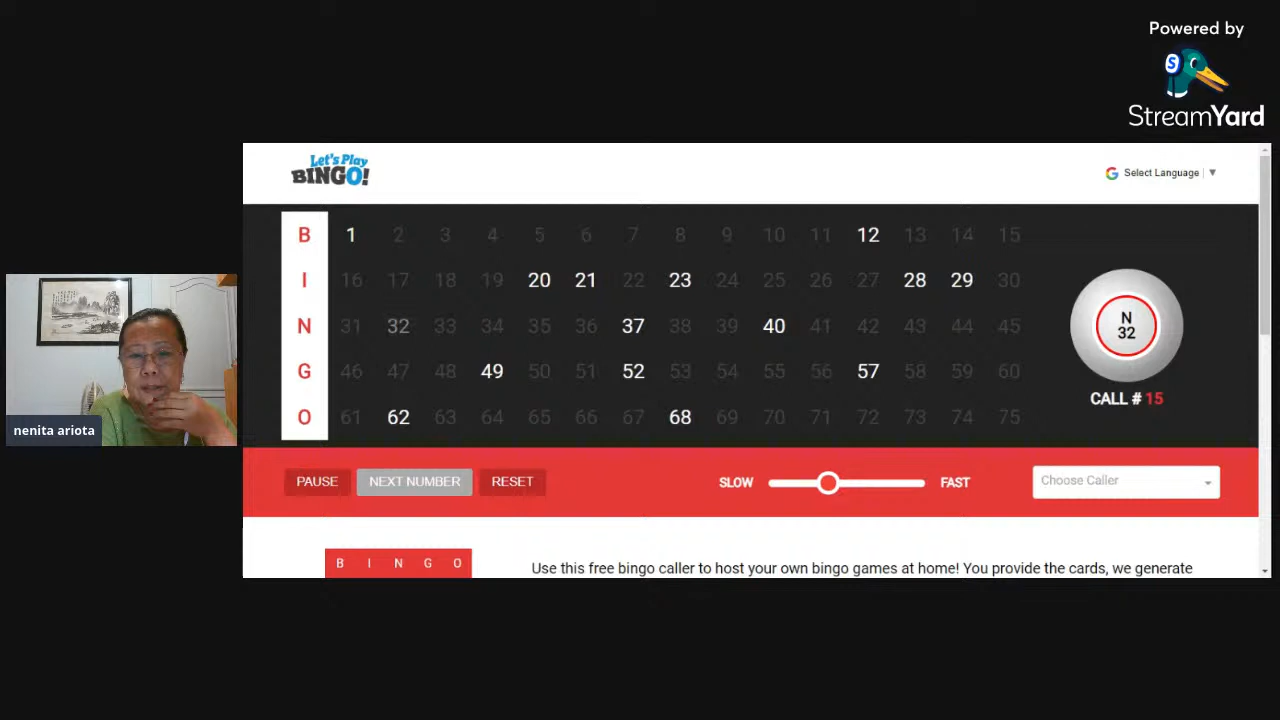 Powered by
S
StreamYard
Let's Play
BINGO!
Select Language ▼
B 1 2 3 4 5 6 7 8 9 10 11 12 13 14 15
I 16 17 18 19 20 21 22 23 24 25 26 27 28 29 30
N 31 32 33 34 35 36 37 38 39 40 41 42 43 44 45
G 46 47 48 49 50 51 52 53 54 55 56 57 58 59 60
O 61 62 63 64 65 66 67 68 69 70 71 72 73 74 75
N
32
CALL # 15
nenita ariota
PAUSE NEXT NUMBER RESET SLOW FAST Choose Caller
B I N G O
Use this free bingo caller to host your own bingo games at home! You provide the cards, we generate